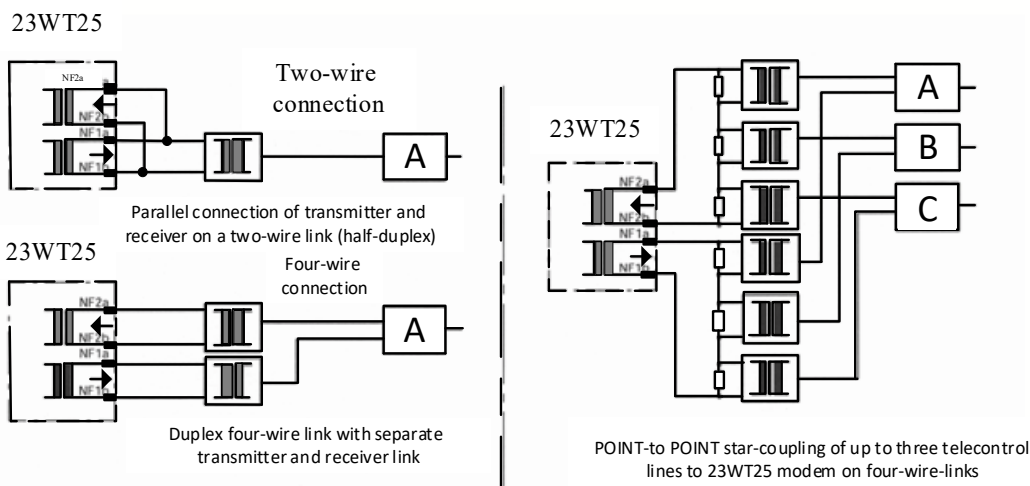 23WT25
NF2a
a
NF2b
NF1a
NF1b
Two-wire
connection
A
Parallel connection of transmitter and
receiver on a two-wire link (half-duplex)
23WT25
Four-wire
connection
NF2a
NF2b
NF1a
NF1b
A
Duplex four-wire link with separate
transmitter and receiver link
23WT25
NF2a
NF2b
NF1a
NF1b
A
B
C
POINT-to POINT star-coupling of up to three telecontrol
lines to 23WT25 modem on four-wire-links